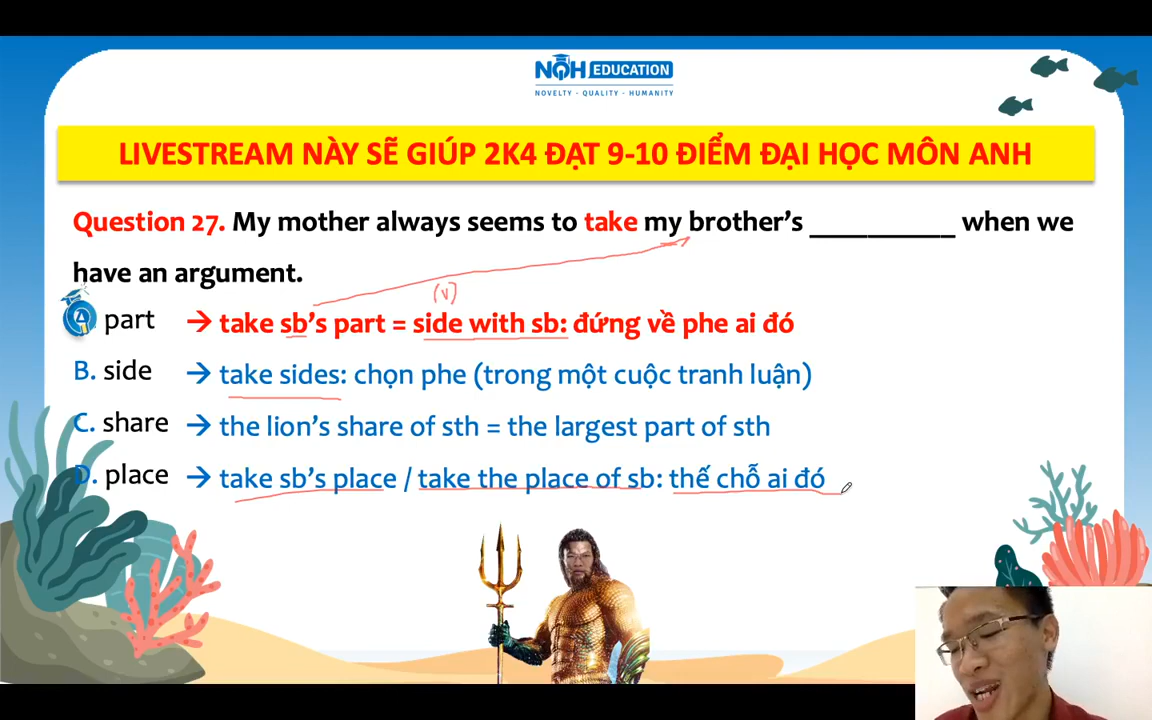 NQH EDUCATION
NOVELTY - QUALITY - HUMANITY
LIVESTREAM NÀY SẼ GIÚP 2K4 ĐẠT 9-10 ĐIỂM ĐẠI HỌC MÔN ANH
Question 27. My mother always seems to take my brother's __________ when we
have an argument.
(v)
A part → take sb's part = side with sb: đứng về phe ai đó
B. side → take sides: chọn phe (trong một cuộc tranh luận)
C. share → the lion's share of sth = the largest part of sth
D. place → take sb's place / take the place of sb: thế chỗ ai đó